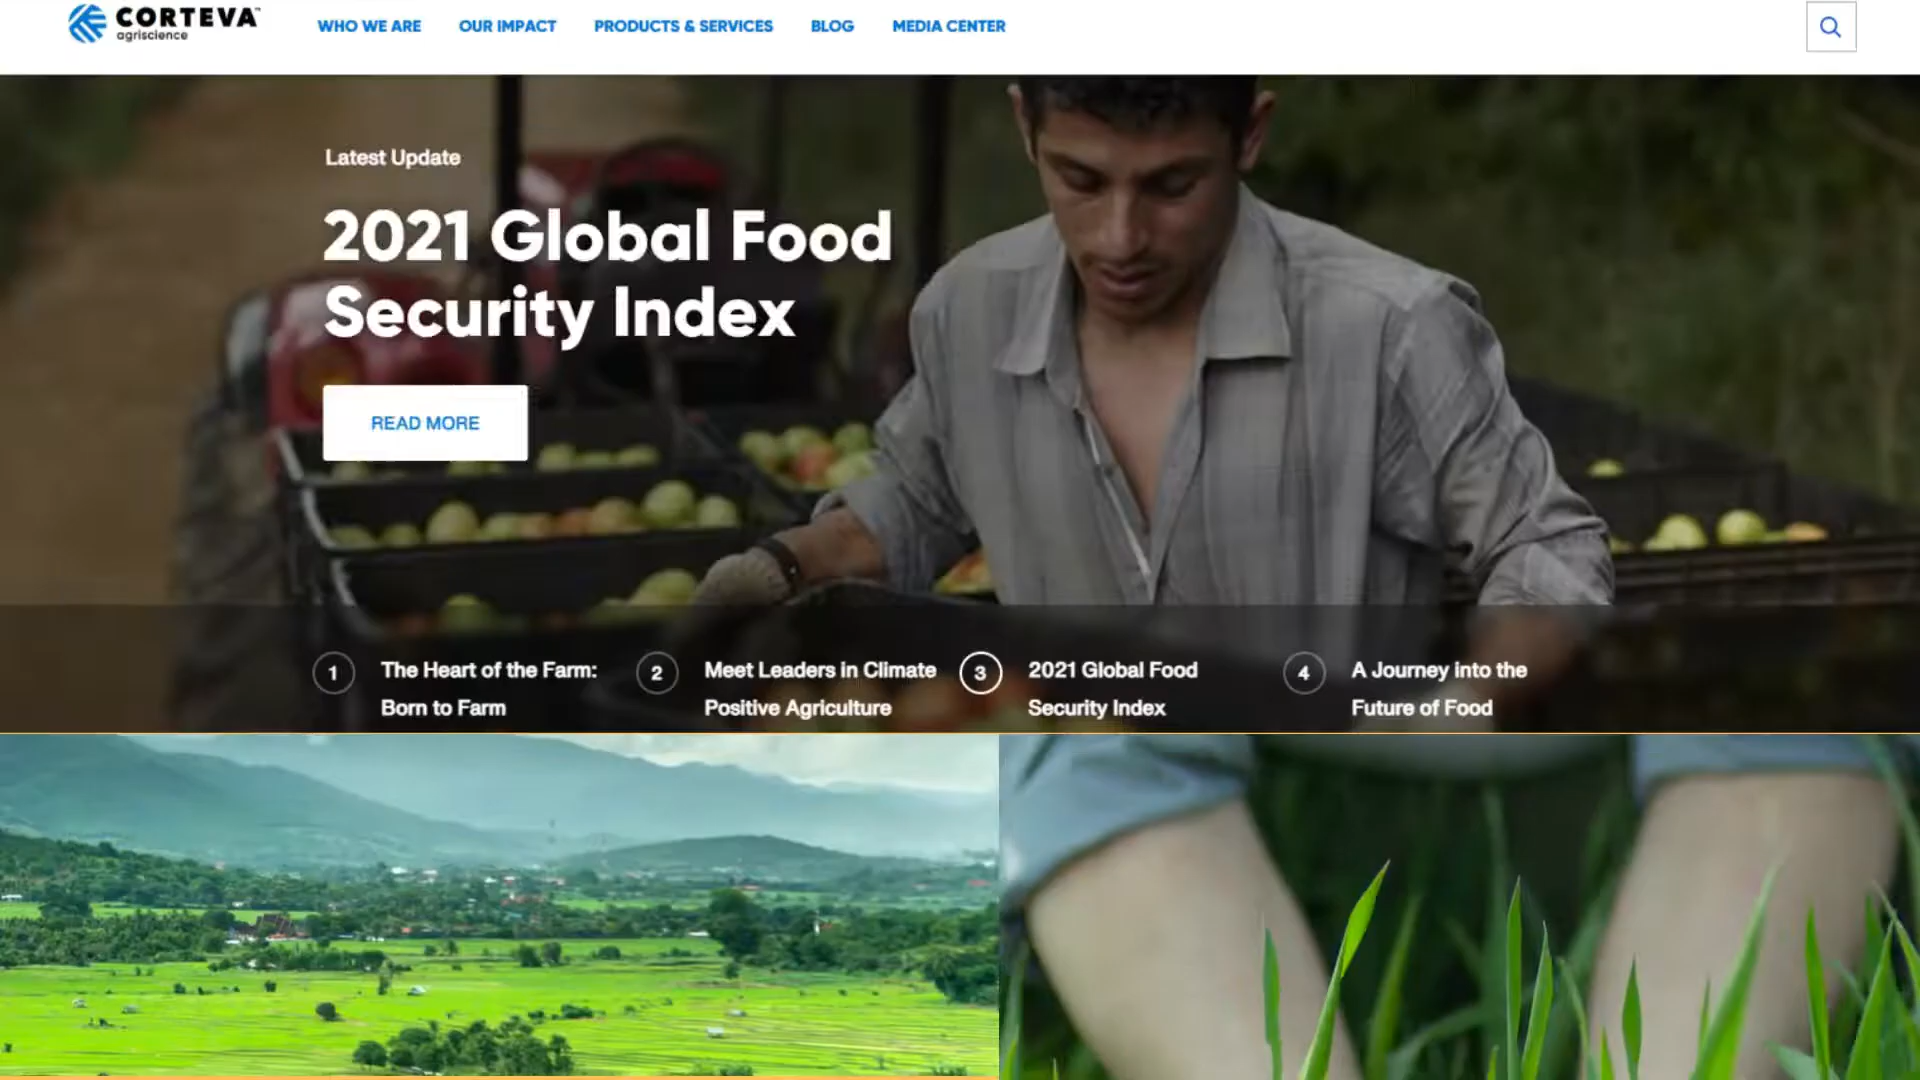 CORTEVA™
agriscience
WHO WE ARE
OUR IMPACT
PRODUCTS & SERVICES
BLOG
MEDIA CENTER
Latest Update
2021 Global Food
Security Index
READ MORE
1
The Heart of the Farm:
Born to Farm
2
Meet Leaders in Climate
Positive Agriculture
3
2021 Global Food
Security Index
4
A Journey into the
Future of Food